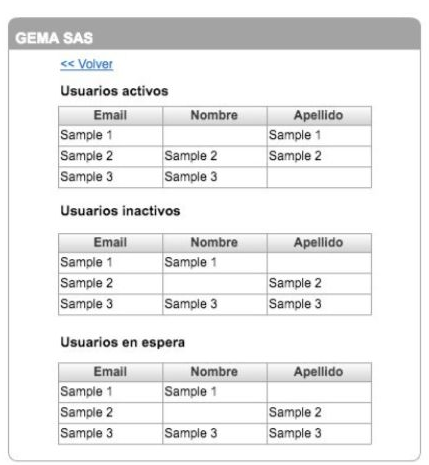 GEMA SAS
<< Volver
Usuarios activos
Email Nombre Apellido
Sample 1 Sample 1
Sample 2 Sample 2 Sample 2
Sample 3 Sample 3
Usuarios inactivos
Email Nombre Apellido
Sample 1 Sample 1
Sample 2 Sample 2
Sample 3 Sample 3 Sample 3
Usuarios en espera
Email Nombre Apellido
Sample 1 Sample 1
Sample 2 Sample 2
Sample 3 Sample 3 Sample 3